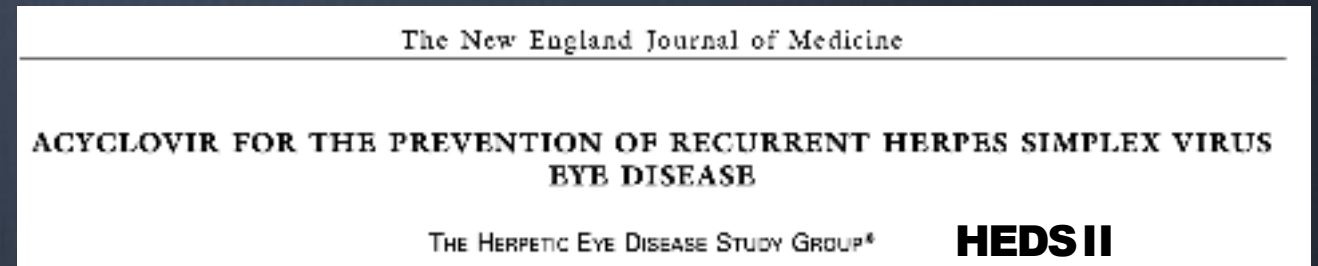 The New England Journal of Medicine
ACYCLOVIR FOR THE PREVENTION OF RECURRENT HERPES SIMPLEX VIRUS
EYE DISEASE
THE HERPETIC EYE DISEASE STUDY GROUP* HEDS II